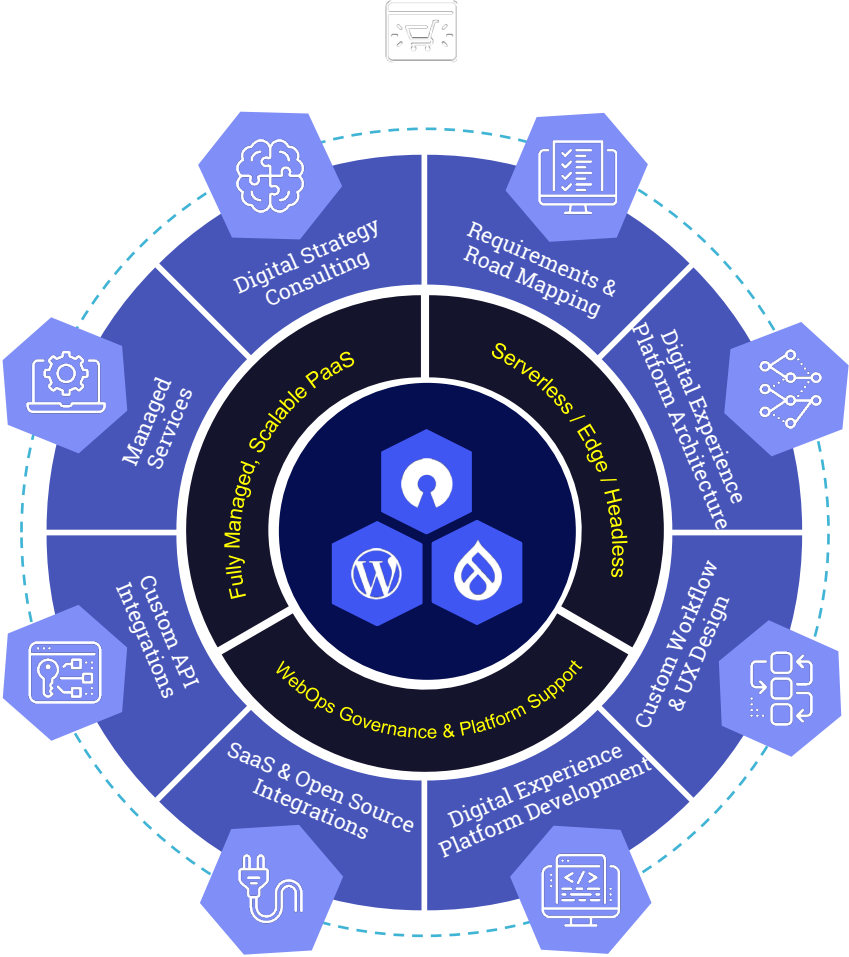 Digital Strategy
Consulting
Requirements &
Road Mapping
Digital Experience
Platform Architecture
Custom Workflow
& UX Design
Digital Experience
Platform Development
SaaS & Open Source
Integrations
Custom API
Integrations
Managed
Services
Fully Managed, Scalable PaaS
Serverless / Edge / Headless
WebOps Governance & Platform Support